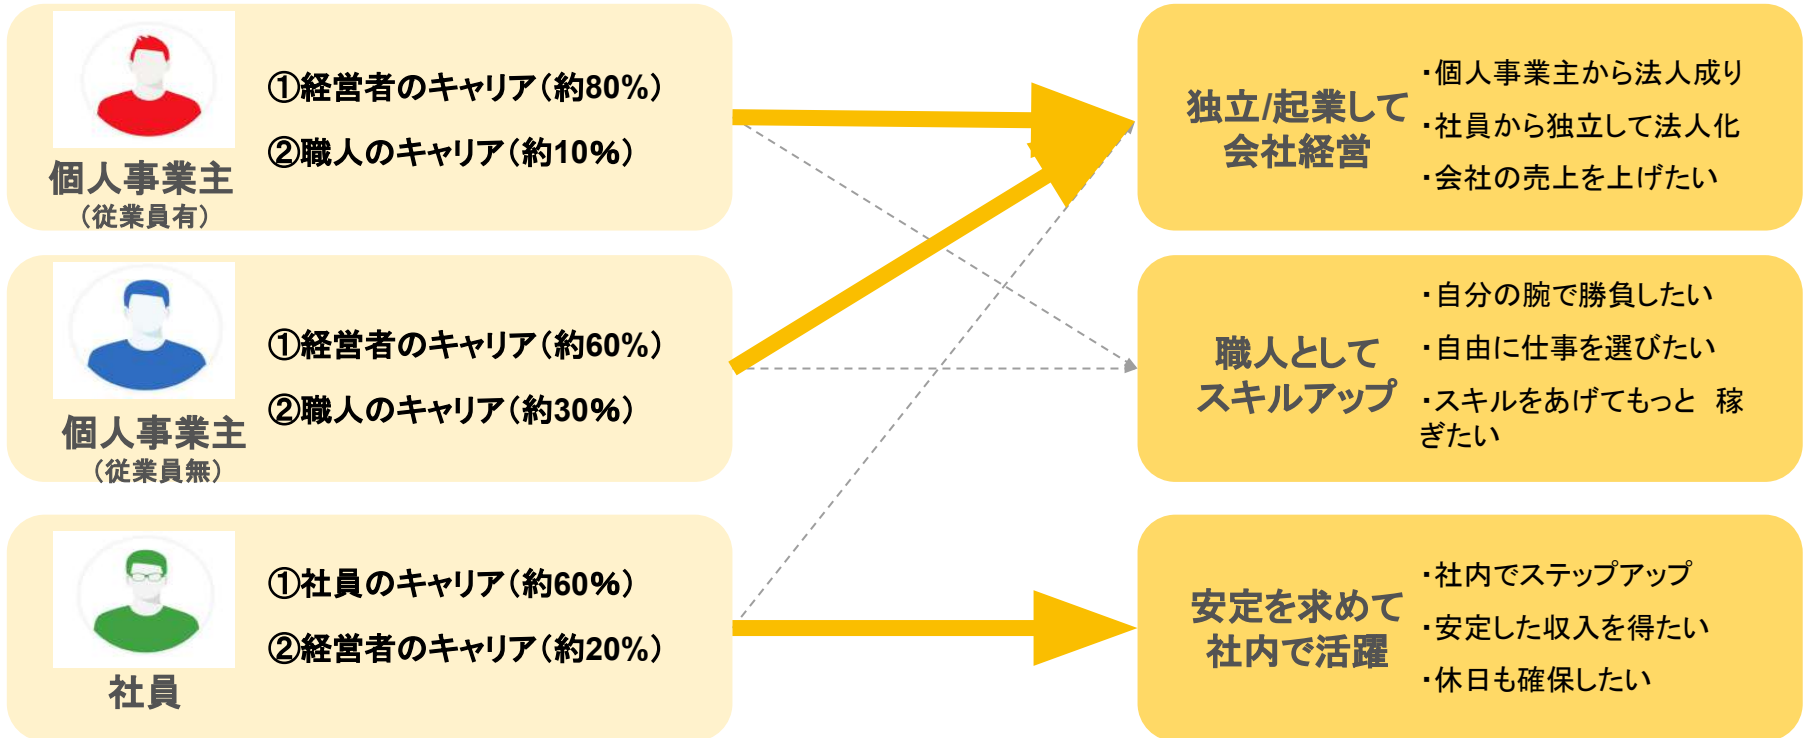 ①経営者のキャリア（約80%）
②職人のキャリア（約10%）
個人事業主
（従業員有）
独立/起業して
会社経営
・個人事業主から法人成り
・社員から独立して法人化
・会社の売上を上げたい
①経営者のキャリア（約60%）
②職人のキャリア（約30%）
個人事業主
（従業員無）
職人として
スキルアップ
・自分の腕で勝負したい
・自由に仕事を選びたい
・スキルをあげてもっと　稼
ぎたい
①社員のキャリア（約60%）
②経営者のキャリア（約20%）
社員
安定を求めて
社内で活躍
・社内でステップアップ
・安定した収入を得たい
・休日も確保したい